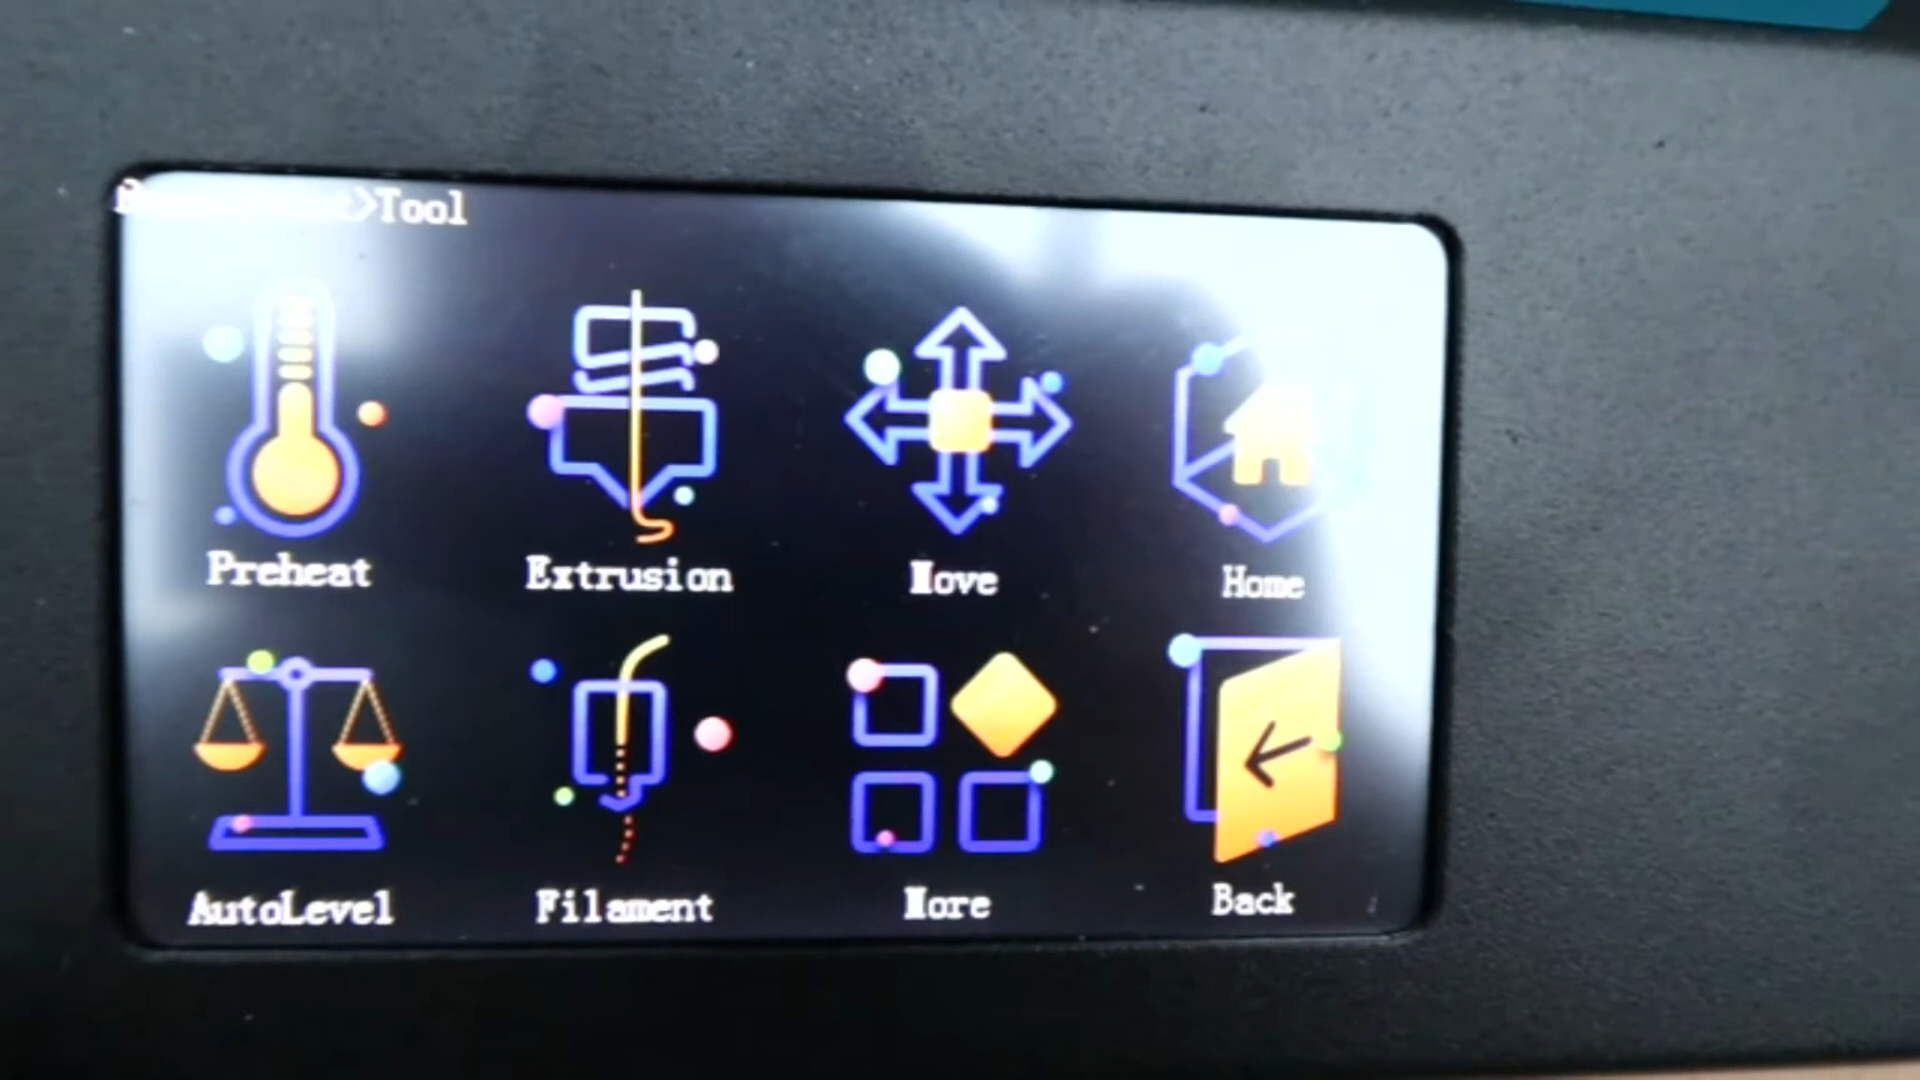 >Tool
Preheat
Extrusion
Move
Home
AutoLevel
Filament
More
Back